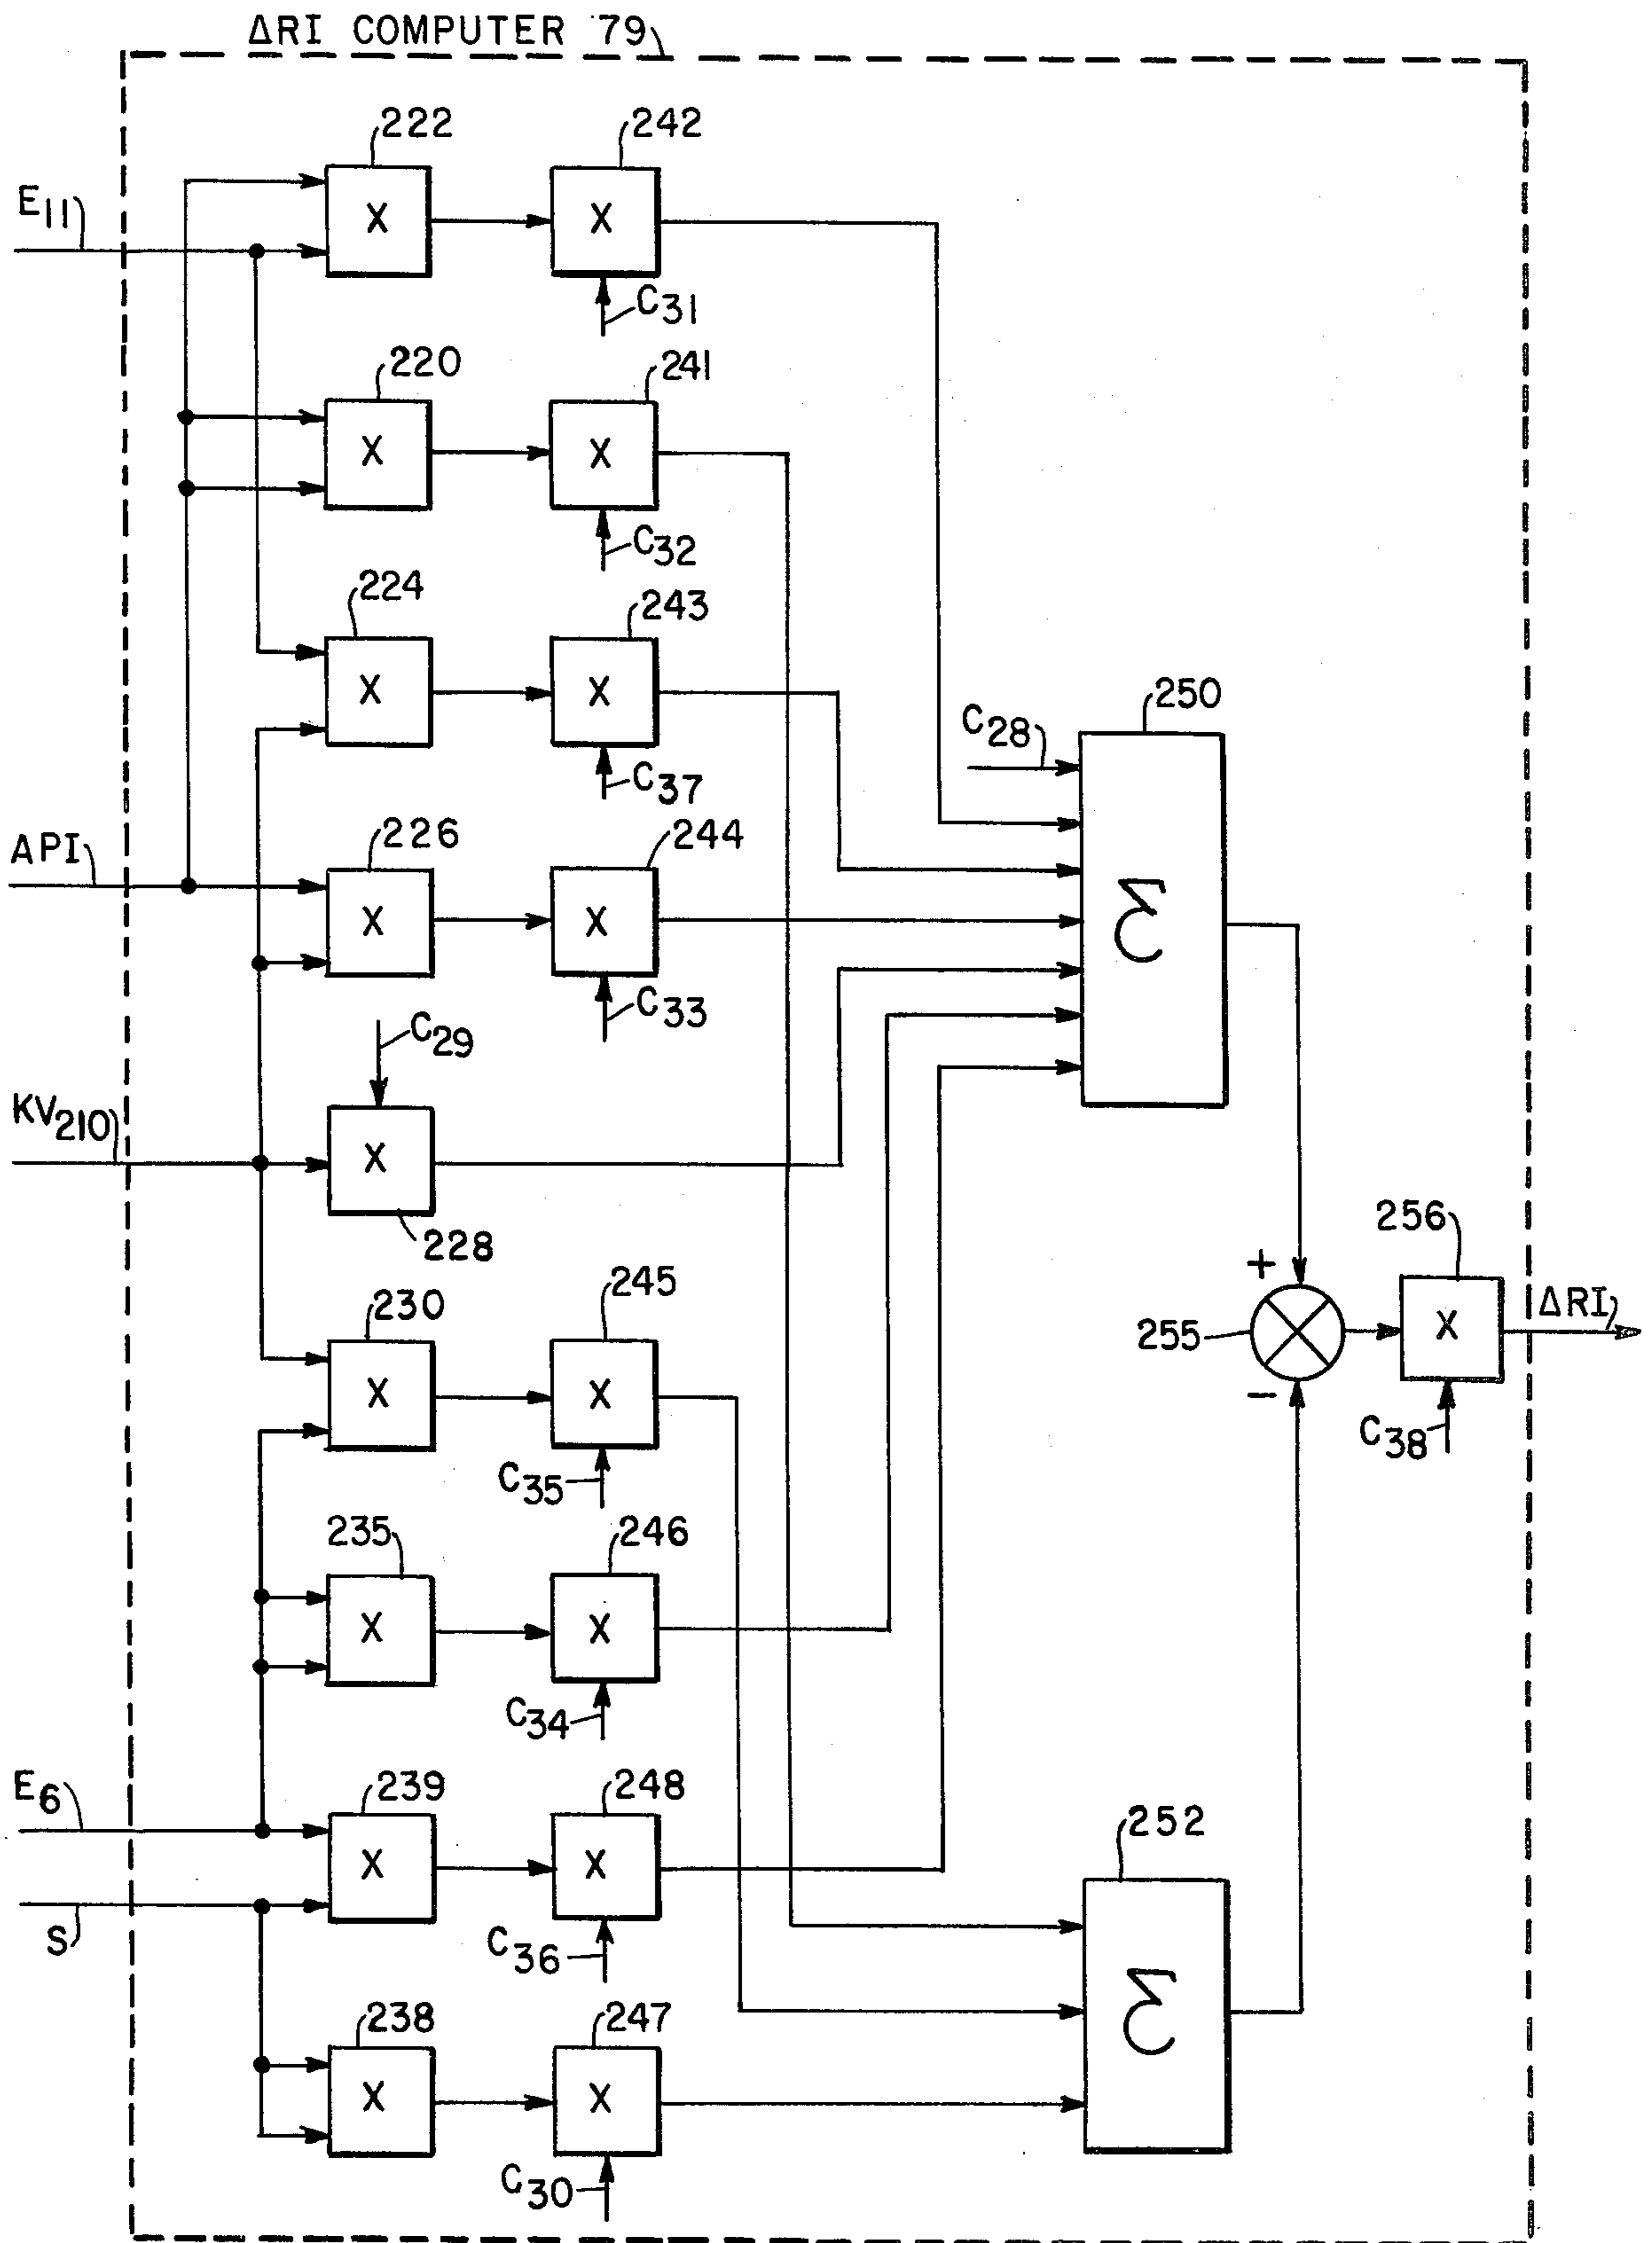 ΔRI COMPUTER 79
222
242
E11
X
X
C31
220
241
X
X
C32
224
243
X
X
C37
250
C28
226
244
API
X
X
Σ
C33
C29
KV210
X
228
256
245
230
+
ΔRI
255
X
X
X
−
C38
C35
235
246
X
X
C34
E6
239
248
252
X
X
S
C36
Σ
238
247
X
X
C30